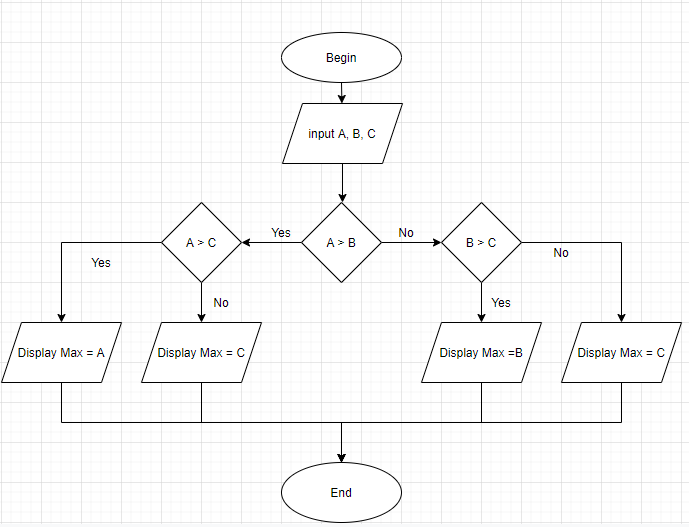 Begin
input A, B, C
A > C
Yes
A > B
No
B > C
Yes
No
Yes
No
Display Max = A
Display Max = C
Display Max =B
Display Max = C
End